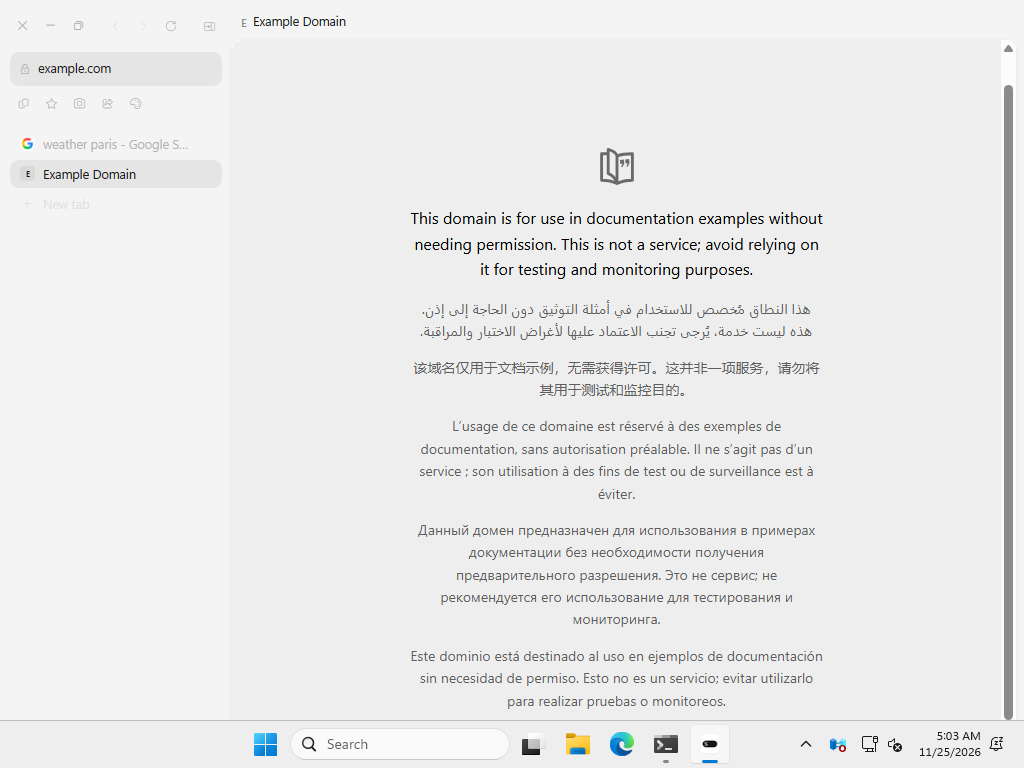 E Example Domain
example.com
weather paris - Google S...
E Example Domain
+ New tab
This domain is for use in documentation examples without
needing permission. This is not a service; avoid relying on
it for testing and monitoring purposes.
هذا النطاق مُخصص للاستخدام في أمثلة التوثيق دون الحاجة إلى إذن.
هذه ليست خدمة، يُرجى تجنب الاعتماد عليها لأغراض الاختبار والمراقبة.
该域名仅用于文档示例，无需获得许可。这并非一项服务，请勿将
其用于测试和监控目的。
L’usage de ce domaine est réservé à des exemples de
documentation, sans autorisation préalable. Il ne s’agit pas d’un
service ; son utilisation à des fins de test ou de surveillance est à
éviter.
Данный домен предназначен для использования в примерах
документации без необходимости получения
предварительного разрешения. Это не сервис; не
рекомендуется его использование для тестирования и
мониторинга.
Este dominio está destinado al uso en ejemplos de documentación
sin necesidad de permiso. Esto no es un servicio; evitar utilizarlo
para realizar pruebas o monitoreos.
Search
5:03 AM
11/25/2026